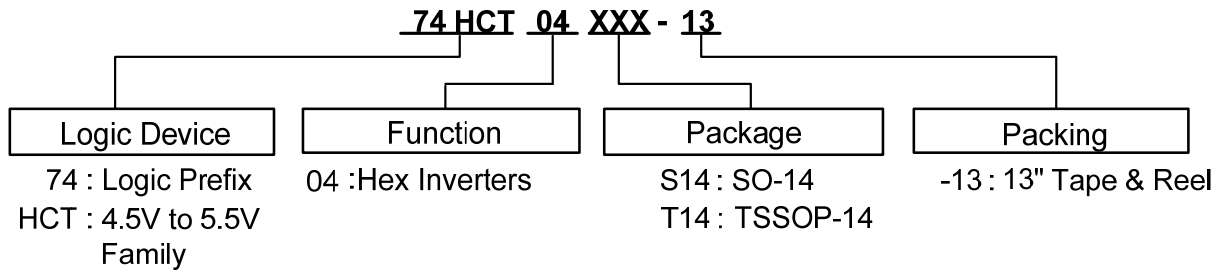 74 HCT 04 XXX - 13
Logic Device
Function
Package
Packing
74 : Logic Prefix
04 :Hex Inverters
S14 : SO-14
-13 : 13" Tape & Reel
HCT : 4.5V to 5.5V
T14 : TSSOP-14
Family